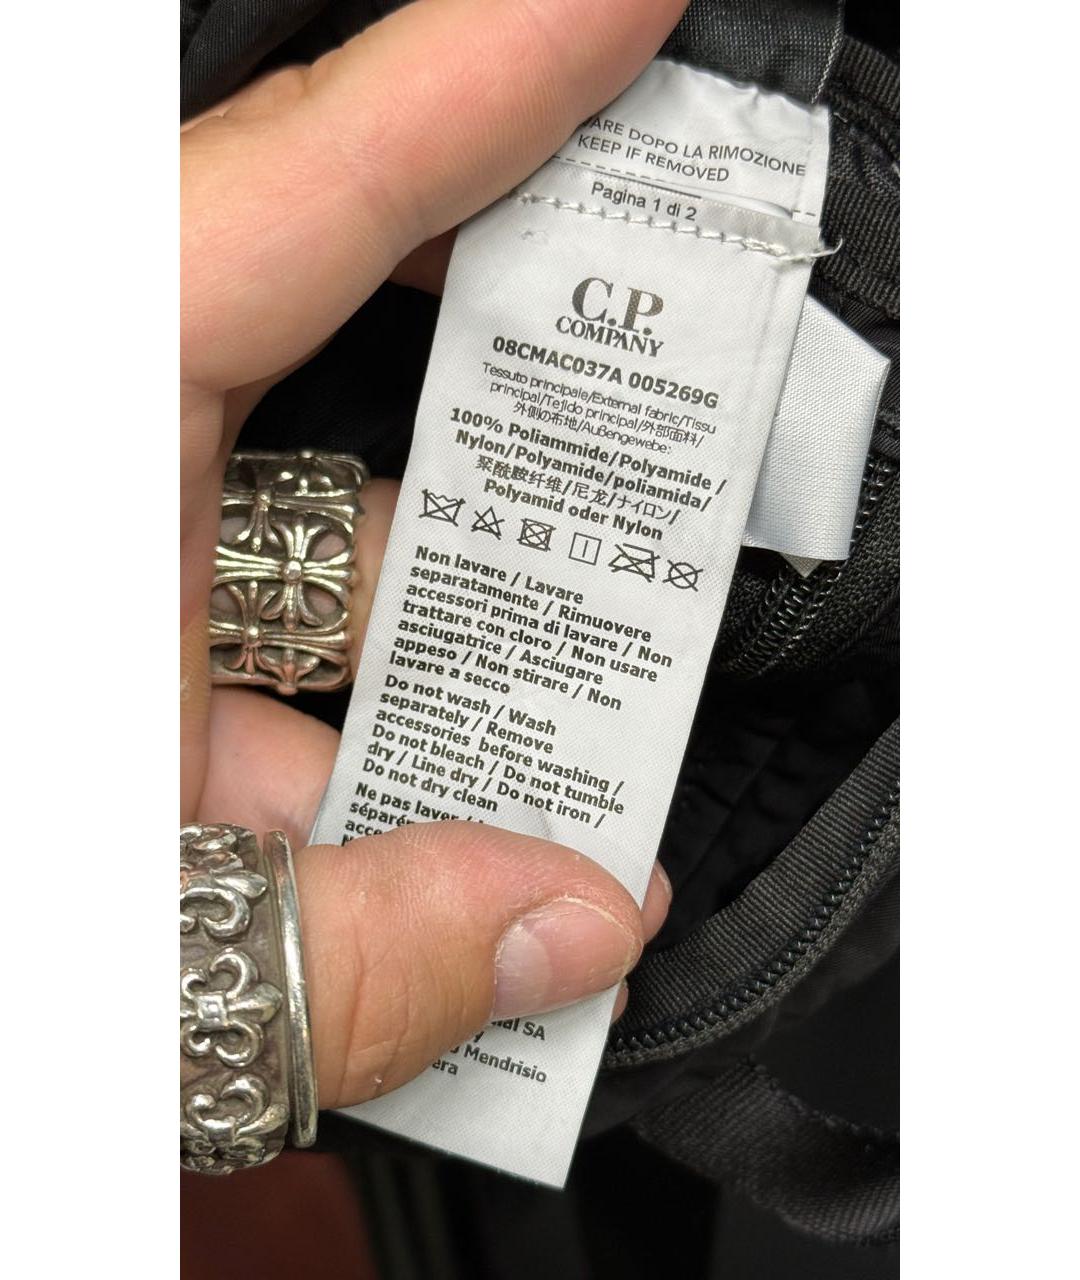 ARE DOPO LA RIMOZIONE
KEEP IF REMOVED
Pagina 1 di 2
C.P.
COMPANY
08CMAC037A 005269G
Tessuto principale/External fabric/Tissu
principal/Tejido principal/外部面料/
外側の布地/Außengewebe:
100% Poliammide/Polyamide/
Nylon/Polyamide/poliamida/
聚酰胺纤维/尼龙/ナイロン/
Polyamid oder Nylon
Non lavare / Lavare
separatamente / Rimuovere
accessori prima di lavare / Non
trattare con cloro / Non usare
asciugatrice / Asciugare
appeso / Non stirare / Non
lavare a secco
Do not wash / Wash
separately / Remove
accessories before washing /
Do not bleach / Do not tumble
dry / Line dry / Do not iron /
Do not dry clean
Ne pas laver /
SA
Mendrisio